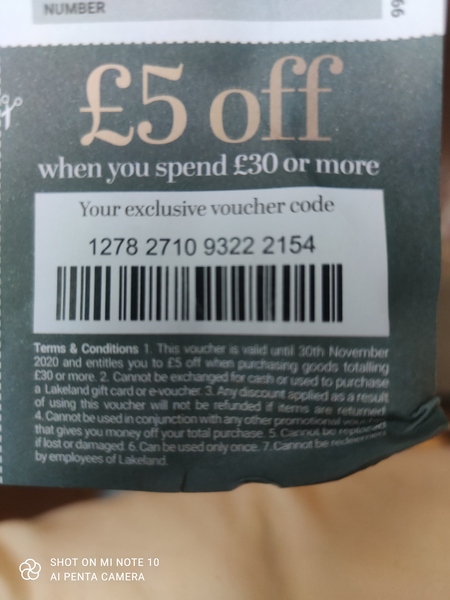 NUMBER
66
£5 off
when you spend £30 or more
Your exclusive voucher code
1278 2710 9322 2154
Terms & Conditions 1. This voucher is valid until 30th November
2020 and entitles you to £5 off when purchasing goods totalling
£30 or more. 2. Cannot be exchanged for cash or used to purchase
a Lakeland gift card or e-voucher. 3. Any discount applied as a result
of using this voucher will not be refunded if items are returned
4. Cannot be used in conjunction with any other promotional
that gives you money off your total purchase. 5. Cannot be replaced
if lost or damaged. 6. Can be used only once. 7. Cannot be redeemed
by employees of Lakeland.
SHOT ON MI NOTE 10
AI PENTA CAMERA